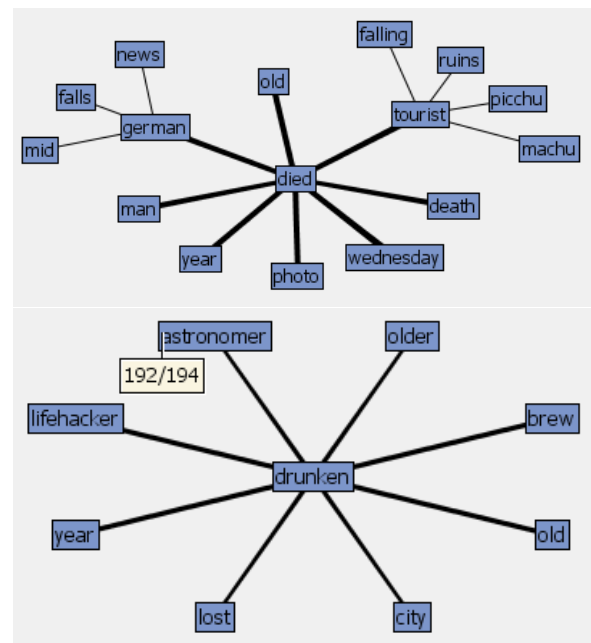 falling
news
ruins
old
falls
picchu
tourist
german
machu
mid
died
man
death
year
wednesday
photo
astronomer
older
192/194
lifehacker
brew
drunken
year
old
lost
city